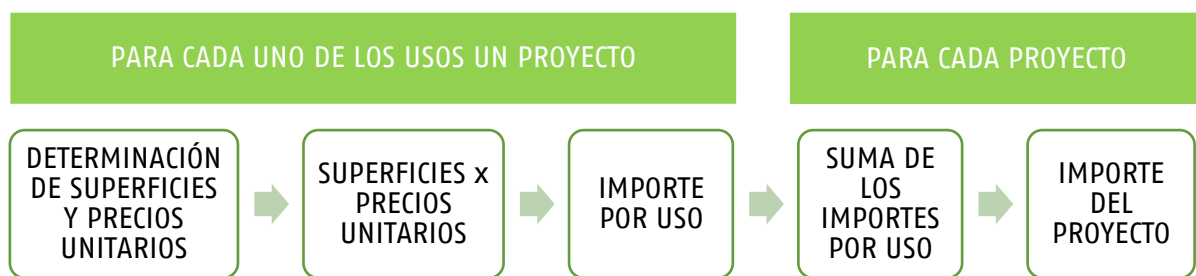 PARA CADA UNO DE LOS USOS UN PROYECTO
PARA CADA PROYECTO
DETERMINACIÓN
DE SUPERFICIES
Y PRECIOS
UNITARIOS
SUPERFICIES x
PRECIOS
UNITARIOS
IMPORTE
POR USO
SUMA DE
LOS
IMPORTES
POR USO
IMPORTE
DEL
PROYECTO